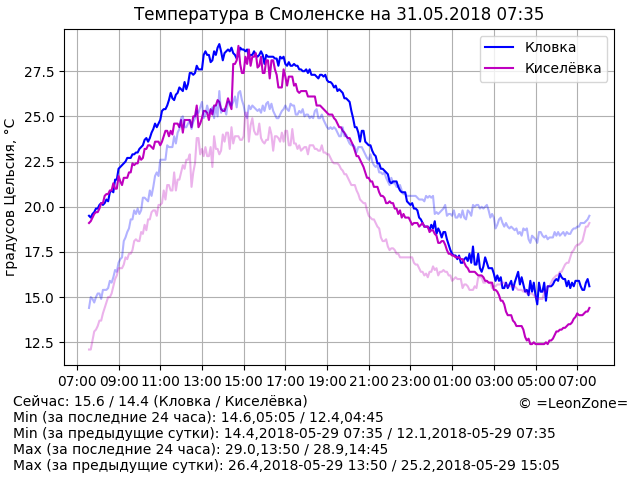 Температура в Смоленске на 31.05.2018 07:35
Кловка
Киселёвка
градусов Цельсия, °C
27.5
25.0
22.5
20.0
17.5
15.0
12.5
07:00 09:00 11:00 13:00 15:00 17:00 19:00 21:00 23:00 01:00 03:00 05:00 07:00
Сейчас: 15.6 / 14.4 (Кловка / Киселёвка)
© =LeonZone=
Min (за последние 24 часа): 14.6,05:05 / 12.4,04:45
Min (за предыдущие сутки): 14.4,2018-05-29 07:35 / 12.1,2018-05-29 07:35
Max (за последние 24 часа): 29.0,13:50 / 28.9,14:45
Max (за предыдущие сутки): 26.4,2018-05-29 13:50 / 25.2,2018-05-29 15:05